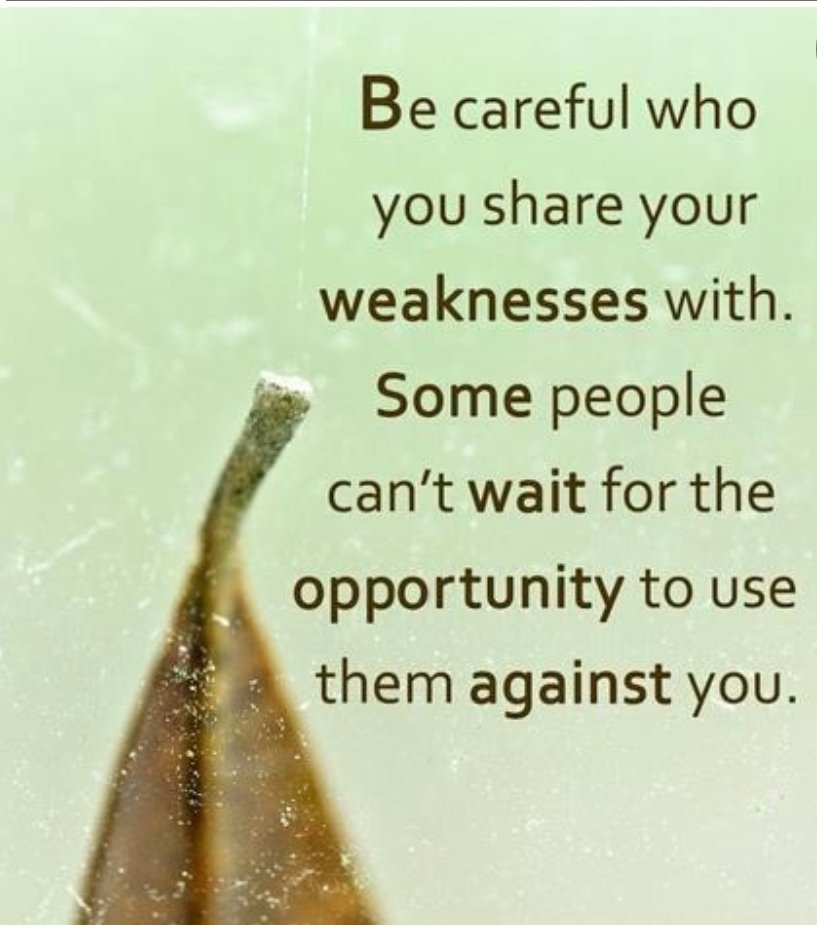 Be careful who
you share your
weaknesses with.
Some people
can't wait for the
opportunity to use
them against you.